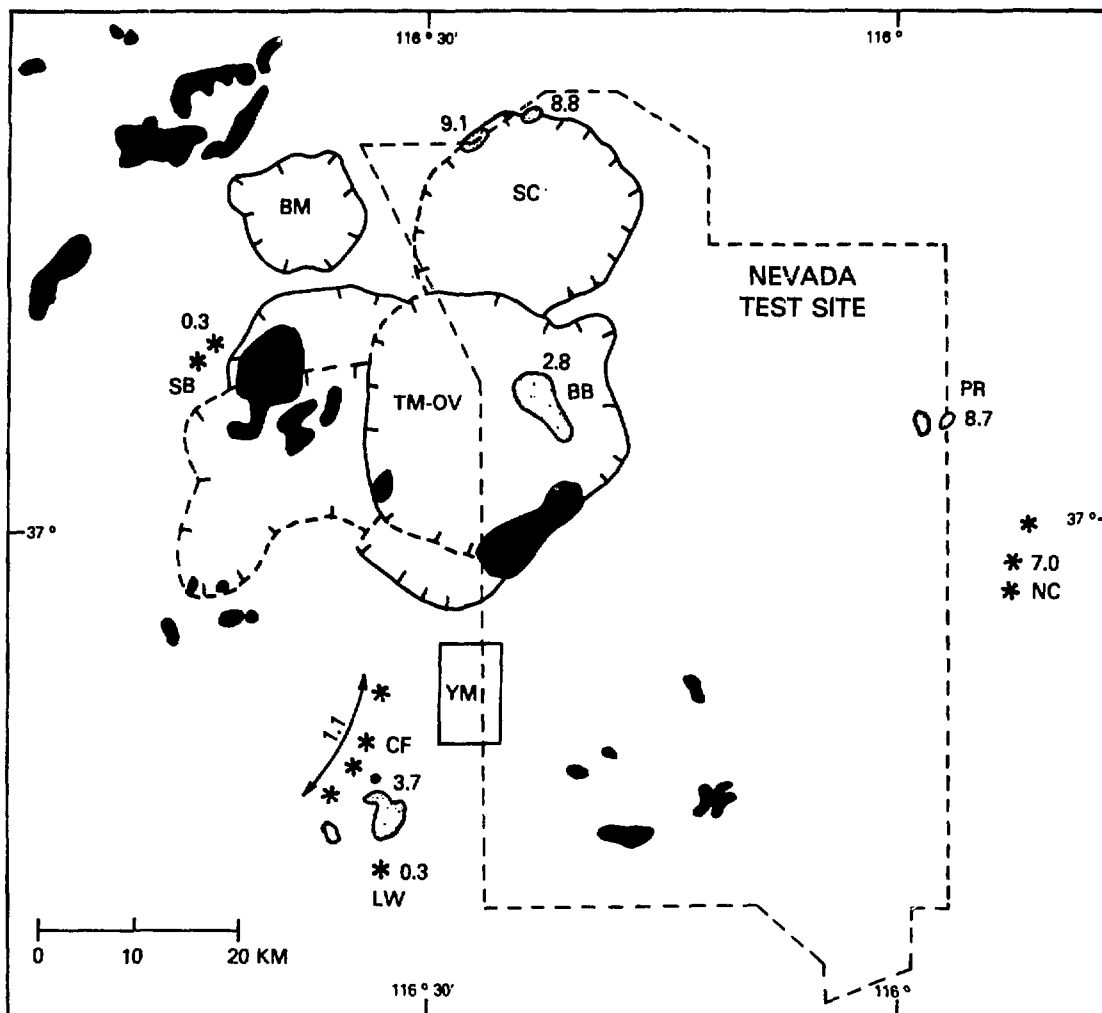 116 ° 30'
116 °
8.8
9.1
SC
BM
NEVADA
TEST SITE
0.3
SB
2.8
BB
TM-OV
PR
8.7
37 °
37 °
7.0
NC
YM
1.1
CF
3.7
0.3
LW
0 10 20 KM
116 ° 30'
116 °